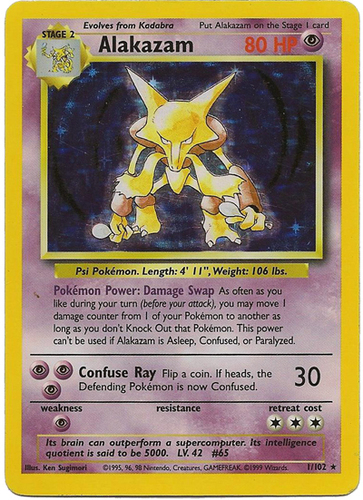 Evolves from Kadabra Put Alakazam on the Stage 1 card
STAGE 2
Alakazam 80 HP
Psi Pokémon. Length: 4' 11", Weight: 106 lbs.
Pokémon Power: Damage Swap As often as you
like during your turn (before your attack), you may move 1
damage counter from 1 of your Pokémon to another as
long as you don't Knock Out that Pokémon. This power
can't be used if Alakazam is Asleep, Confused, or Paralyzed.
Confuse Ray Flip a coin. If heads, the
Defending Pokémon is now Confused. 30
weakness resistance retreat cost
Its brain can outperform a supercomputer. Its intelligence
quotient is said to be 5000. LV. 42 #65
Illus. Ken Sugimori ©1995, 96, 98 Nintendo, Creatures, GAMEFREAK. ©1999 Wizards. 1/102 ★